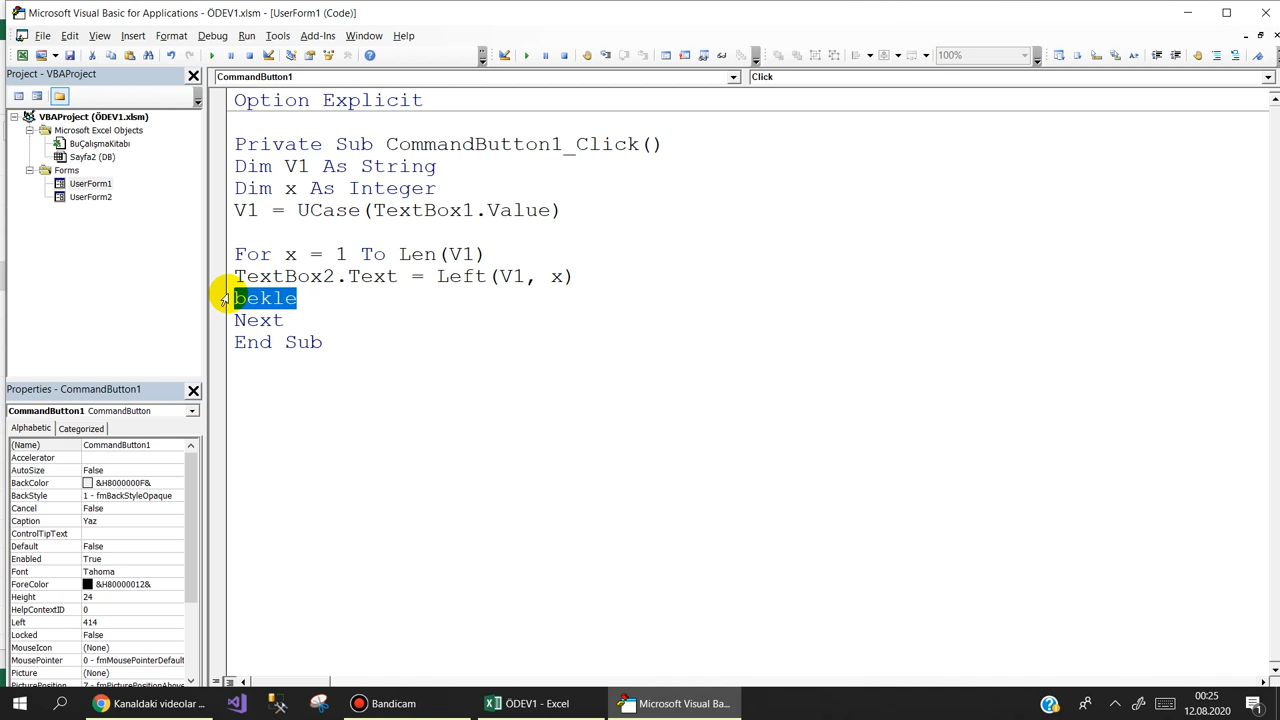 Microsoft Visual Basic for Applications - ÖDEV1.xlsm - [UserForm1 (Code)]
File Edit View Insert Format Debug Run Tools Add-Ins Window Help
100%
Project - VBAProject
CommandButton1
Click
VBAProject (ÖDEV1.xlsm)
Microsoft Excel Objects
BuÇalışmaKitabı
Sayfa2 (DB)
Forms
UserForm1
UserForm2
Option Explicit
Private Sub CommandButton1_Click()
Dim V1 As String
Dim x As Integer
V1 = UCase(TextBox1.Value)
For x = 1 To Len(V1)
TextBox2.Text = Left(V1, x)
bekle
Next
End Sub
Properties - CommandButton1
CommandButton1 CommandButton
Alphabetic Categorized
(Name) CommandButton1
Accelerator
AutoSize False
BackColor &H8000000F&
BackStyle 1 - fmBackStyleOpaque
Cancel False
Caption Yaz
ControlTipText
Default False
Enabled True
Font Tahoma
ForeColor &H80000012&
Height 24
HelpContextID 0
Left 414
Locked False
MouseIcon (None)
MousePointer 0 - fmMousePointerDefault
Picture (None)
PicturePosition 7 - fmPicturePositionAbove
Kanaldaki videolar ...
Bandicam
ÖDEV1 - Excel
Microsoft Visual Ba...
00:25
12.08.2020